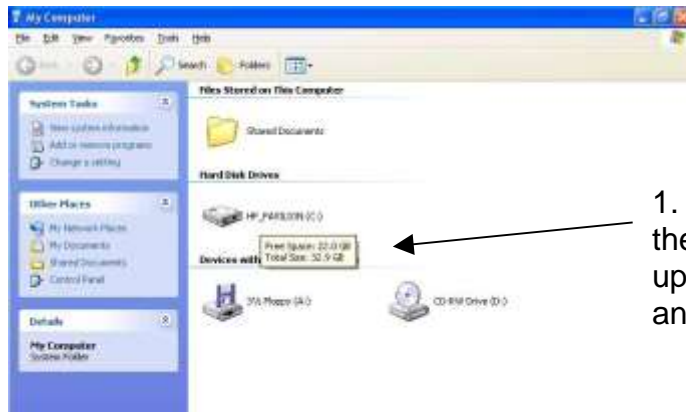 My Computer
File Edit View Favorites Tools Help
Search Folders
Files Stored on This Computer
System Tasks
View system information
Add or remove programs
Change a setting
Shared Documents
Hard Disk Drives
Other Places
My Network Places
My Documents
Shared Documents
Control Panel
HP_PAVILION (C:)
Free Space: 22.0 GB
Total Size: 32.9 GB
Devices with
3½ Floppy (A:)
CD-RW Drive (D:)
Details
My Computer
System Folder
1.
the
up
an